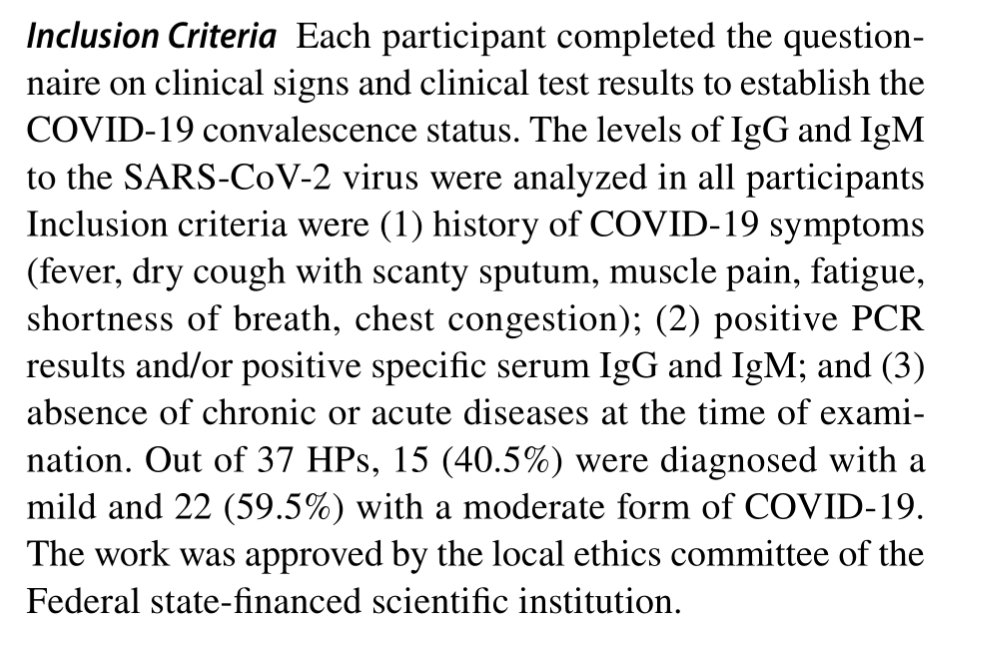 Inclusion Criteria Each participant completed the question-
naire on clinical signs and clinical test results to establish the
COVID-19 convalescence status. The levels of IgG and IgM
to the SARS-CoV-2 virus were analyzed in all participants
Inclusion criteria were (1) history of COVID-19 symptoms
(fever, dry cough with scanty sputum, muscle pain, fatigue,
shortness of breath, chest congestion); (2) positive PCR
results and/or positive specific serum IgG and IgM; and (3)
absence of chronic or acute diseases at the time of exami-
nation. Out of 37 HPs, 15 (40.5%) were diagnosed with a
mild and 22 (59.5%) with a moderate form of COVID-19.
The work was approved by the local ethics committee of the
Federal state-financed scientific institution.